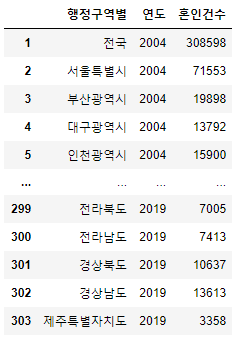 행정구역별 연도 혼인건수
1 전국 2004 308598
2 서울특별시 2004 71553
3 부산광역시 2004 19898
4 대구광역시 2004 13792
5 인천광역시 2004 15900
... ... ... ...
299 전라북도 2019 7005
300 전라남도 2019 7413
301 경상북도 2019 10637
302 경상남도 2019 13613
303 제주특별자치도 2019 3358